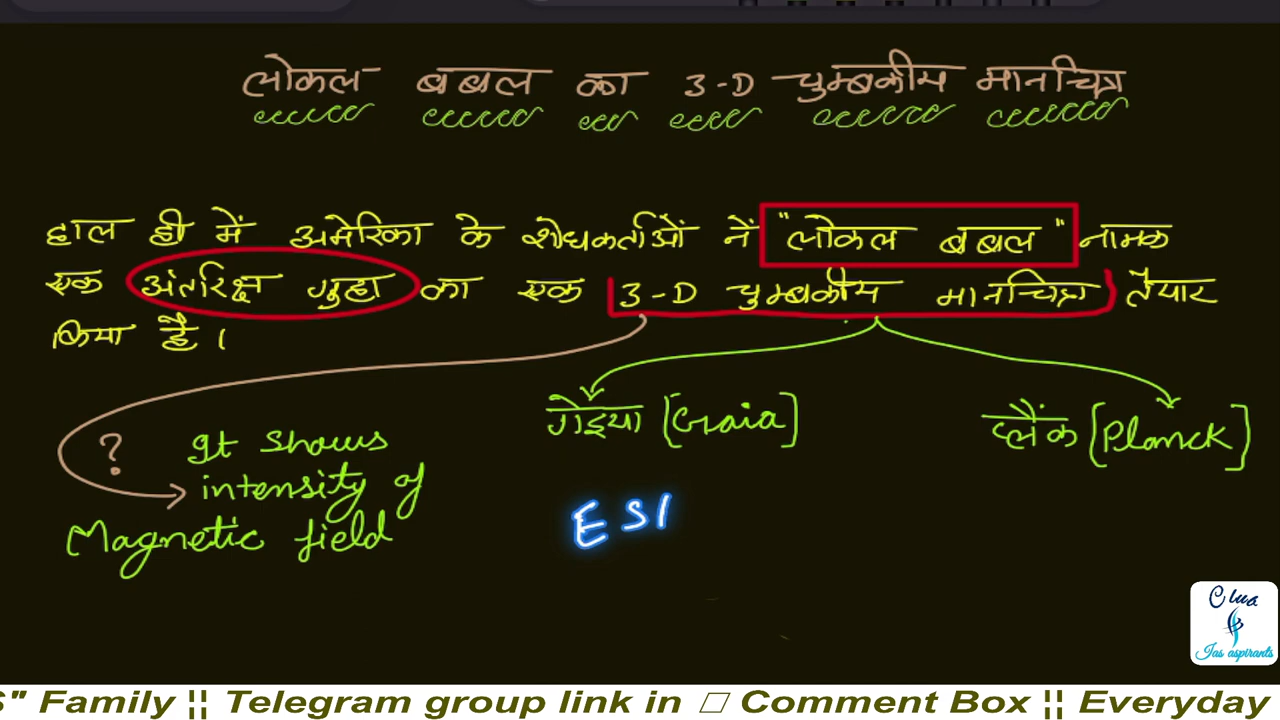 लोकल बबल का 3-D चुम्बकीय मानचित्र
हाल ही में अमेरिका के शोधकर्ताओं नें "लोकल बबल" नामक
एक अंतरिक्ष गुहा का एक 3-D चुम्बकीय मानचित्र तैयार
किया है।
गेइया [Gaia]
प्लैंक [Planck]
? It shows
intensity of
Magnetic field
ESI
Clua
Ias aspirants
S" Family || Telegram group link in □ Comment Box || Everyday